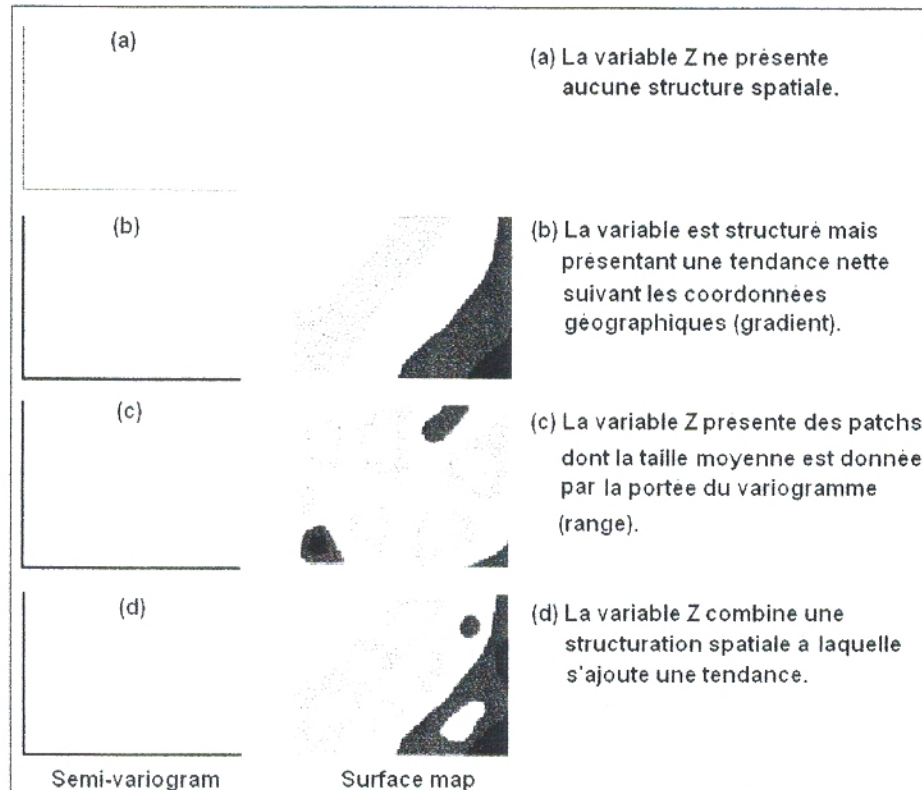 (a)
(a) La variable Z ne présente
aucune structure spatiale.
(b)
(b) La variable est structuré mais
présentant une tendance nette
suivant les coordonnées
géographiques (gradient).
(c)
(c) La variable Z présente des patchs
dont la taille moyenne est donnée
par la portée du variogramme
(range).
(d)
(d) La variable Z combine une
structuration spatiale a laquelle
s'ajoute une tendance.
Semi-variogram
Surface map